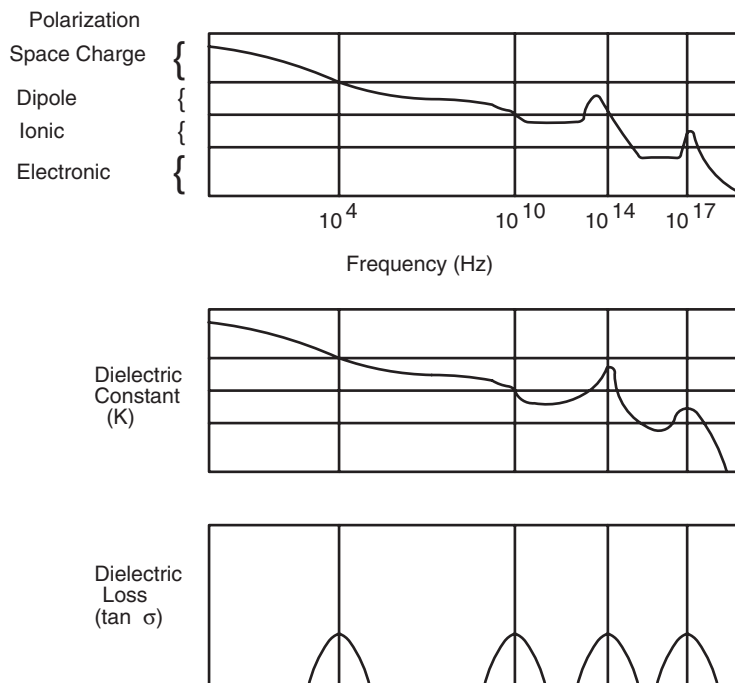 Polarization
Space Charge {
Dipole {
Ionic {
Electronic {
10^4 10^10 10^14 10^17
Frequency (Hz)
Dielectric
Constant
(K)
Dielectric
Loss
(tan σ)